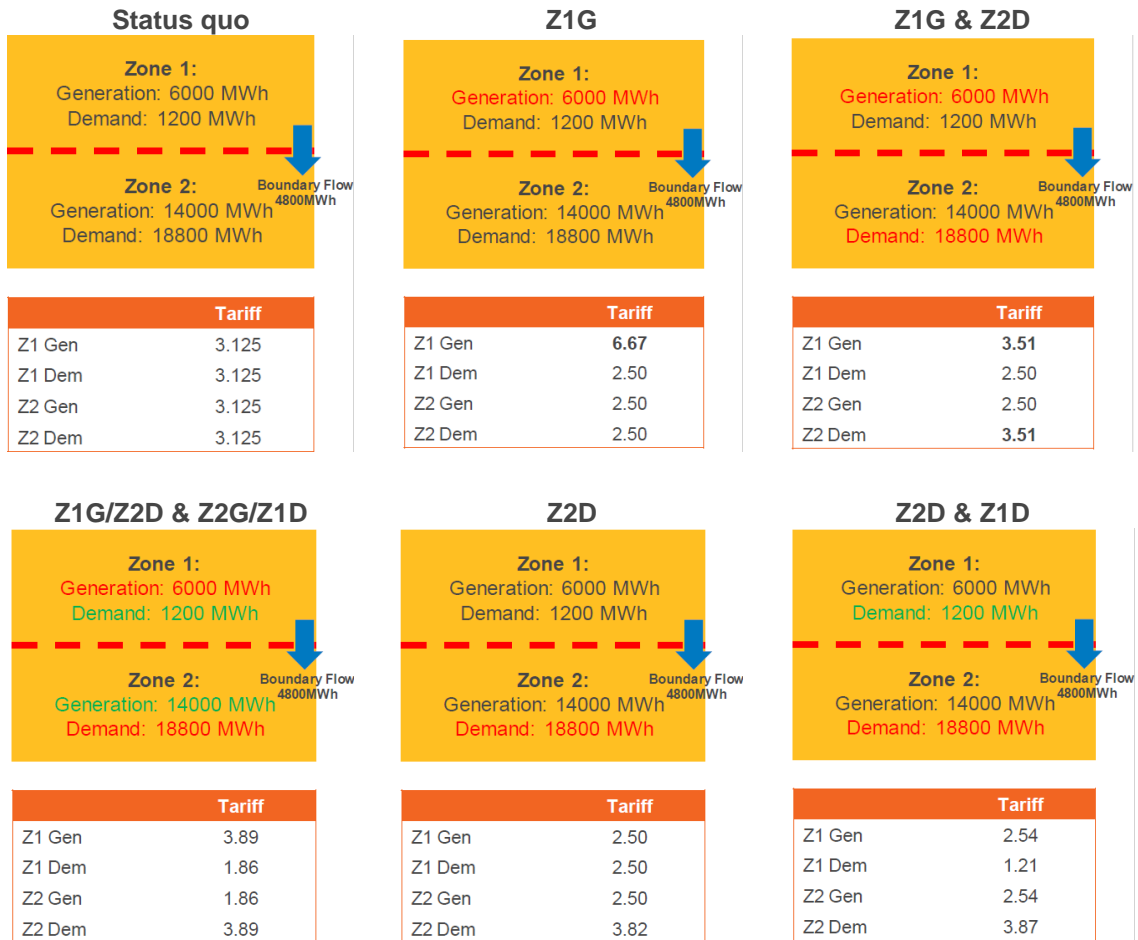 Status quo
Zone 1:
Generation: 6000 MWh
Demand: 1200 MWh
Zone 2:
Generation: 14000 MWh
Demand: 18800 MWh
Boundary Flow
4800MWh
Tariff
Z1 Gen 3.125
Z1 Dem 3.125
Z2 Gen 3.125
Z2 Dem 3.125
Z1G
Zone 1:
Generation: 6000 MWh
Demand: 1200 MWh
Zone 2:
Generation: 14000 MWh
Demand: 18800 MWh
Boundary Flow
4800MWh
Tariff
Z1 Gen 6.67
Z1 Dem 2.50
Z2 Gen 2.50
Z2 Dem 2.50
Z1G & Z2D
Zone 1:
Generation: 6000 MWh
Demand: 1200 MWh
Zone 2:
Generation: 14000 MWh
Demand: 18800 MWh
Boundary Flow
4800MWh
Tariff
Z1 Gen 3.51
Z1 Dem 2.50
Z2 Gen 2.50
Z2 Dem 3.51
Z1G/Z2D & Z2G/Z1D
Zone 1:
Generation: 6000 MWh
Demand: 1200 MWh
Zone 2:
Generation: 14000 MWh
Demand: 18800 MWh
Boundary Flow
4800MWh
Tariff
Z1 Gen 3.89
Z1 Dem 1.86
Z2 Gen 1.86
Z2 Dem 3.89
Z2D
Zone 1:
Generation: 6000 MWh
Demand: 1200 MWh
Zone 2:
Generation: 14000 MWh
Demand: 18800 MWh
Boundary Flow
4800MWh
Tariff
Z1 Gen 2.50
Z1 Dem 2.50
Z2 Gen 2.50
Z2 Dem 3.82
Z2D & Z1D
Zone 1:
Generation: 6000 MWh
Demand: 1200 MWh
Zone 2:
Generation: 14000 MWh
Demand: 18800 MWh
Boundary Flow
4800MWh
Tariff
Z1 Gen 2.54
Z1 Dem 1.21
Z2 Gen 2.54
Z2 Dem 3.87